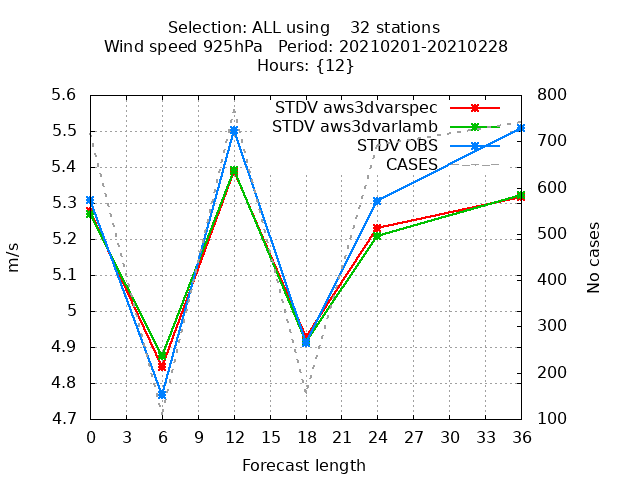 Selection: ALL using    32 stations
Wind speed 925hPa   Period: 20210201-20210228
Hours: {12}
STDV aws3dvarspec
STDV aws3dvarlamb
STDV OBS
CASES
5.6
5.5
5.4
5.3
5.2
5.1
5
4.9
4.8
4.7
m/s
800
700
600
500
400
300
200
100
No cases
0 3 6 9 12 15 18 21 24 27 30 33 36
Forecast length